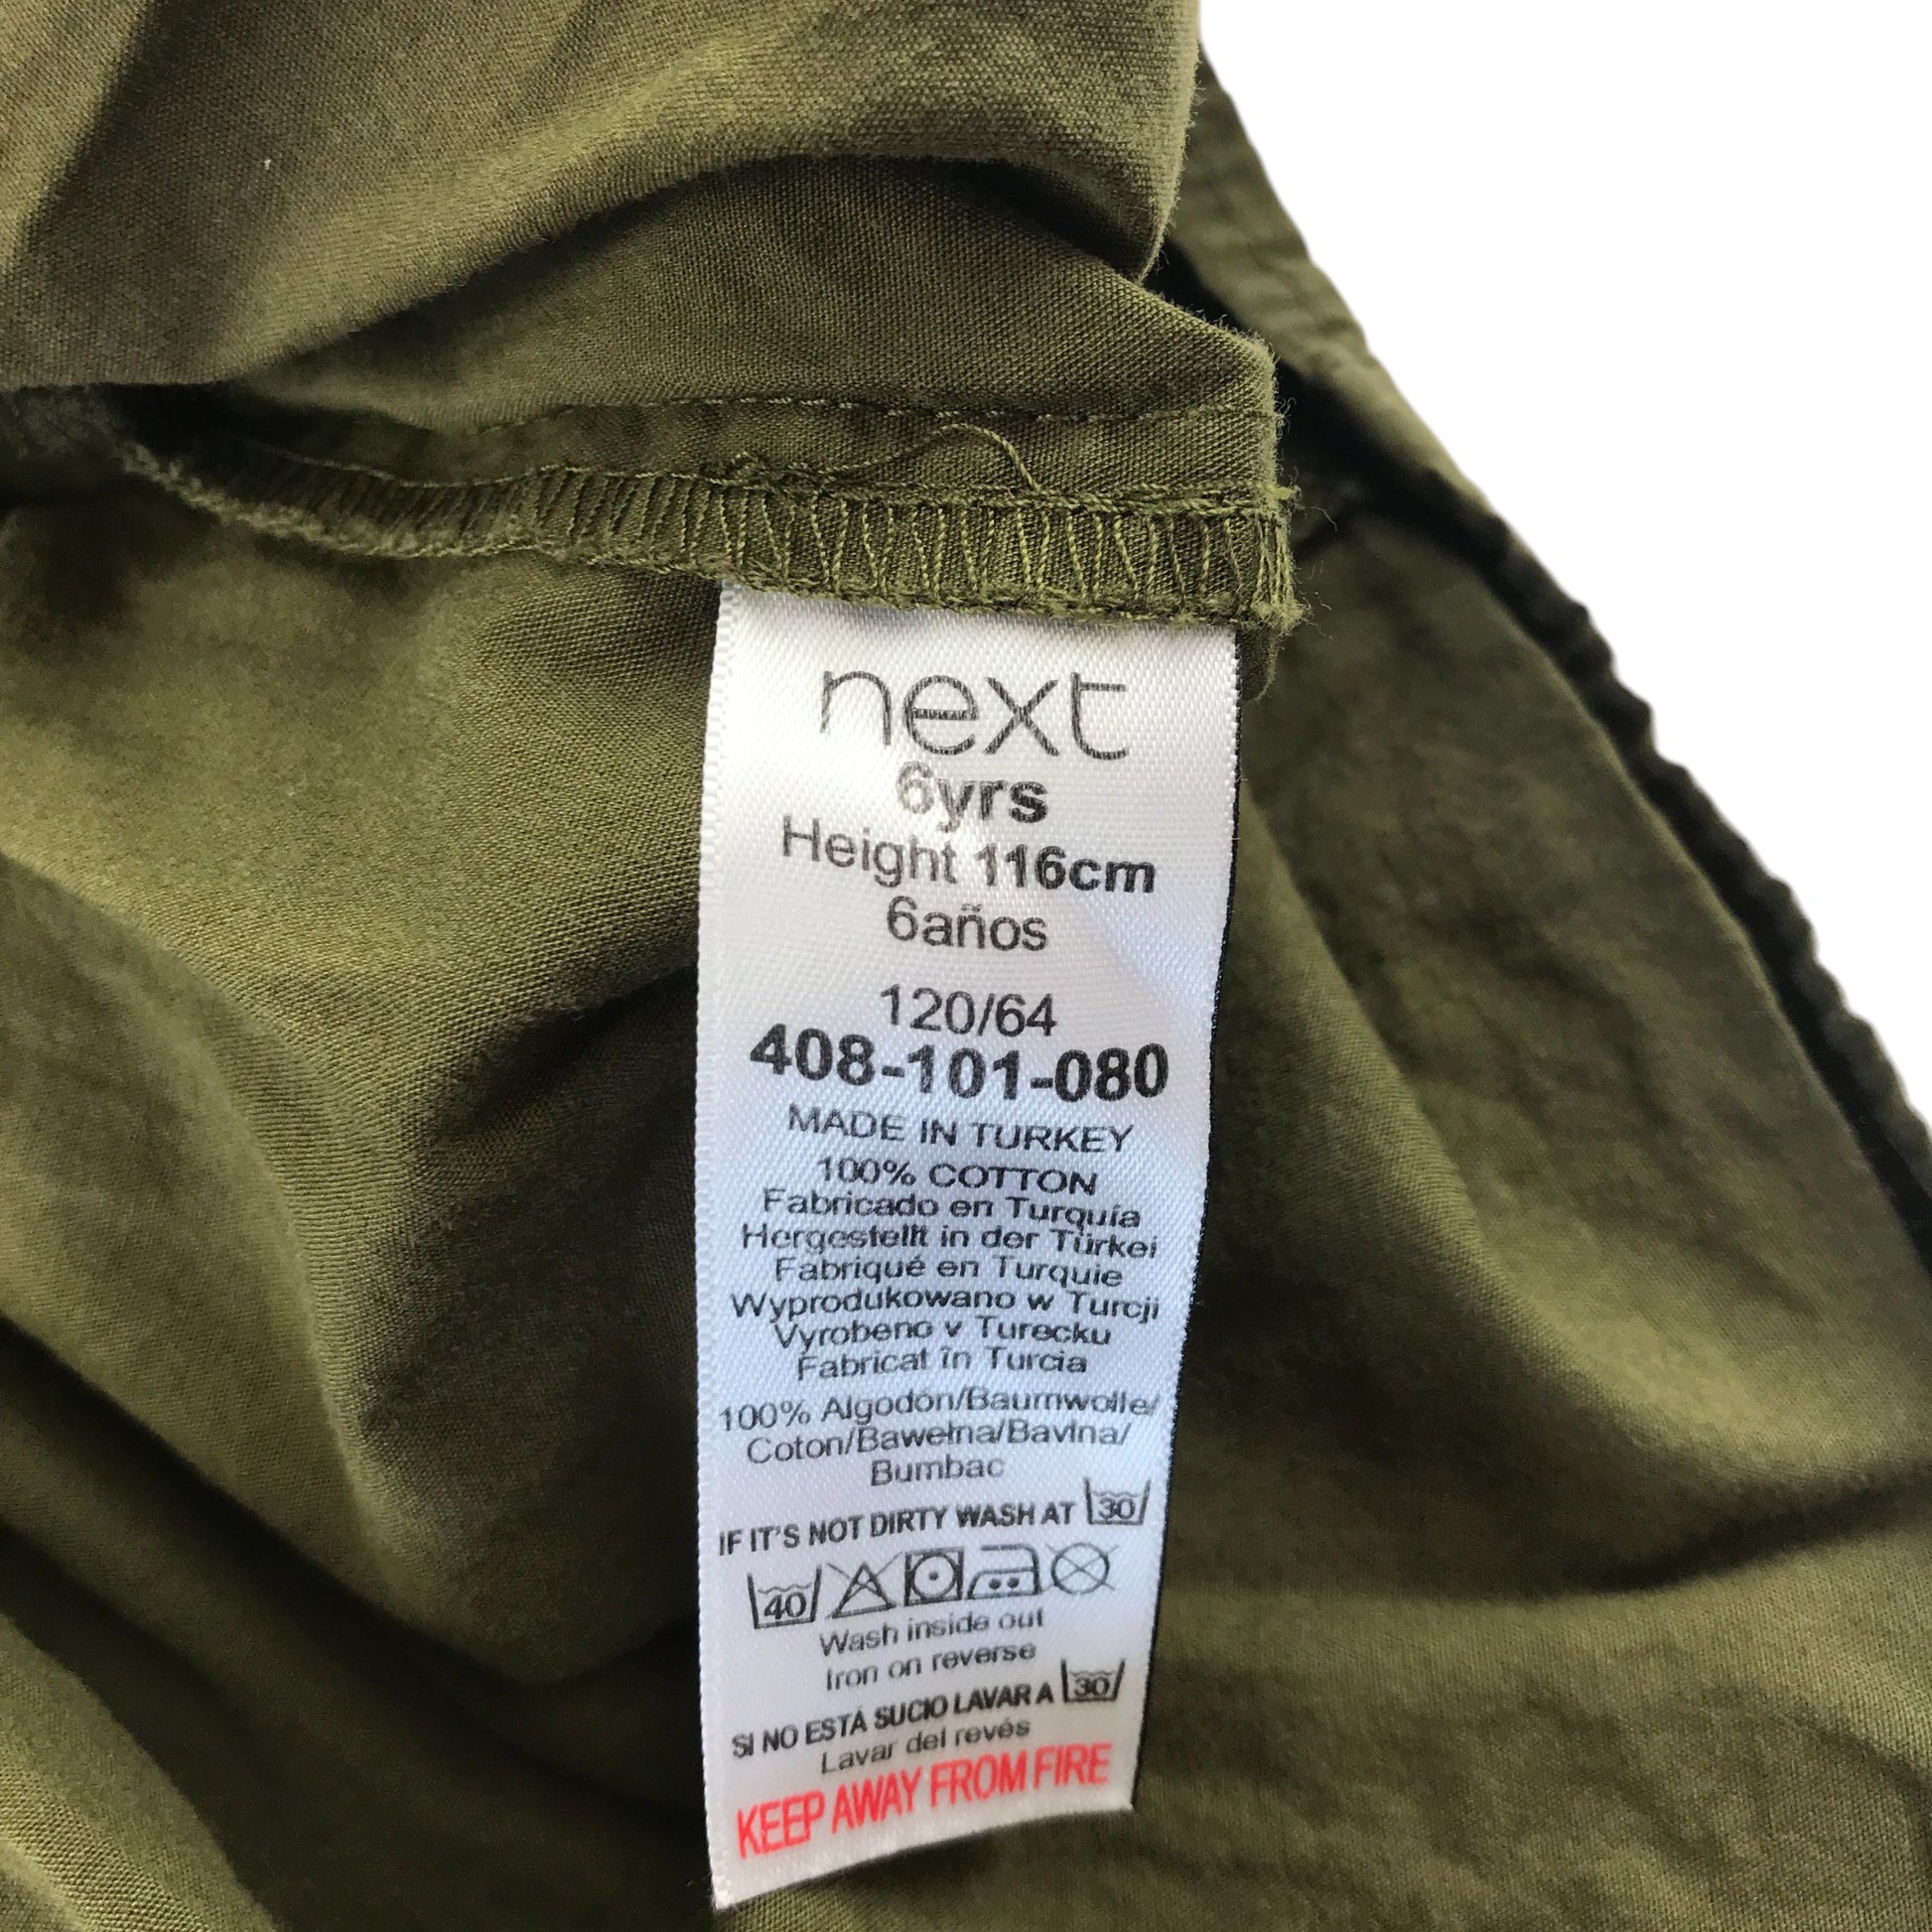 next
6yrs
Height 116cm
6años
120/64
408-101-080
MADE IN TURKEY
100% COTTON
Fabricado en Turquía
Hergestellt in der Türkei
Fabriqué en Turquie
Wyprodukowano w Turcji
Vyrobeno v Turecku
Fabricat în Turcia
100% Algodón/Baumwolle/
Coton/Bawełna/Bavlna/
Bumbac
IF IT'S NOT DIRTY WASH AT 30
40
Wash inside out
Iron on reverse
SI NO ESTÁ SUCIO LAVAR A 30
Lavar del revés
KEEP AWAY FROM FIRE